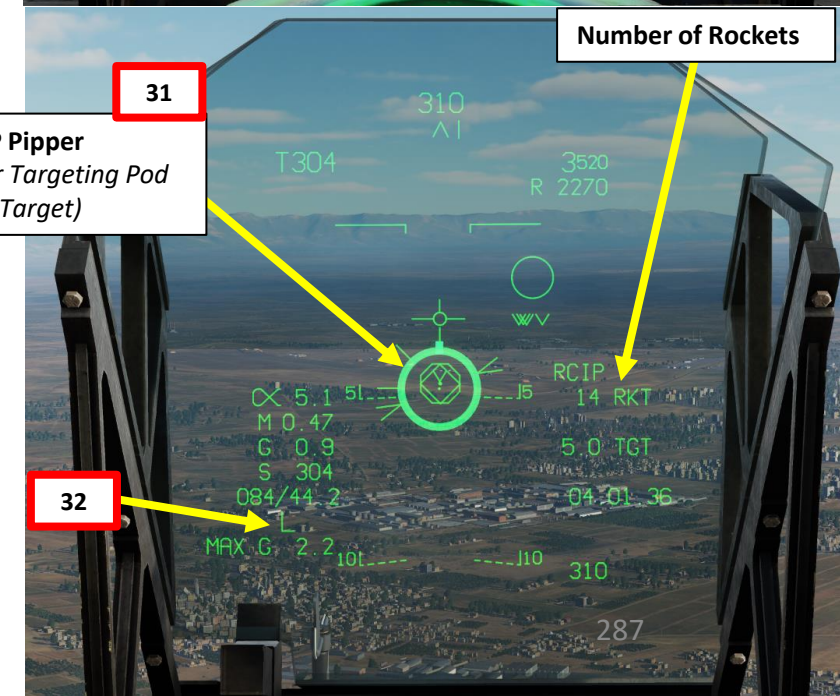 Number of Rockets
31
P Pipper
r Targeting Pod
Target)
310
T304
3520
R 2270
RCIP
α 5.1 5 5 14 RKT
M 0.47
G 0.9 5.0 TGT
S 304
084/44.2 04 01 36
32
L
MAX G 2.2 10 10 310
287